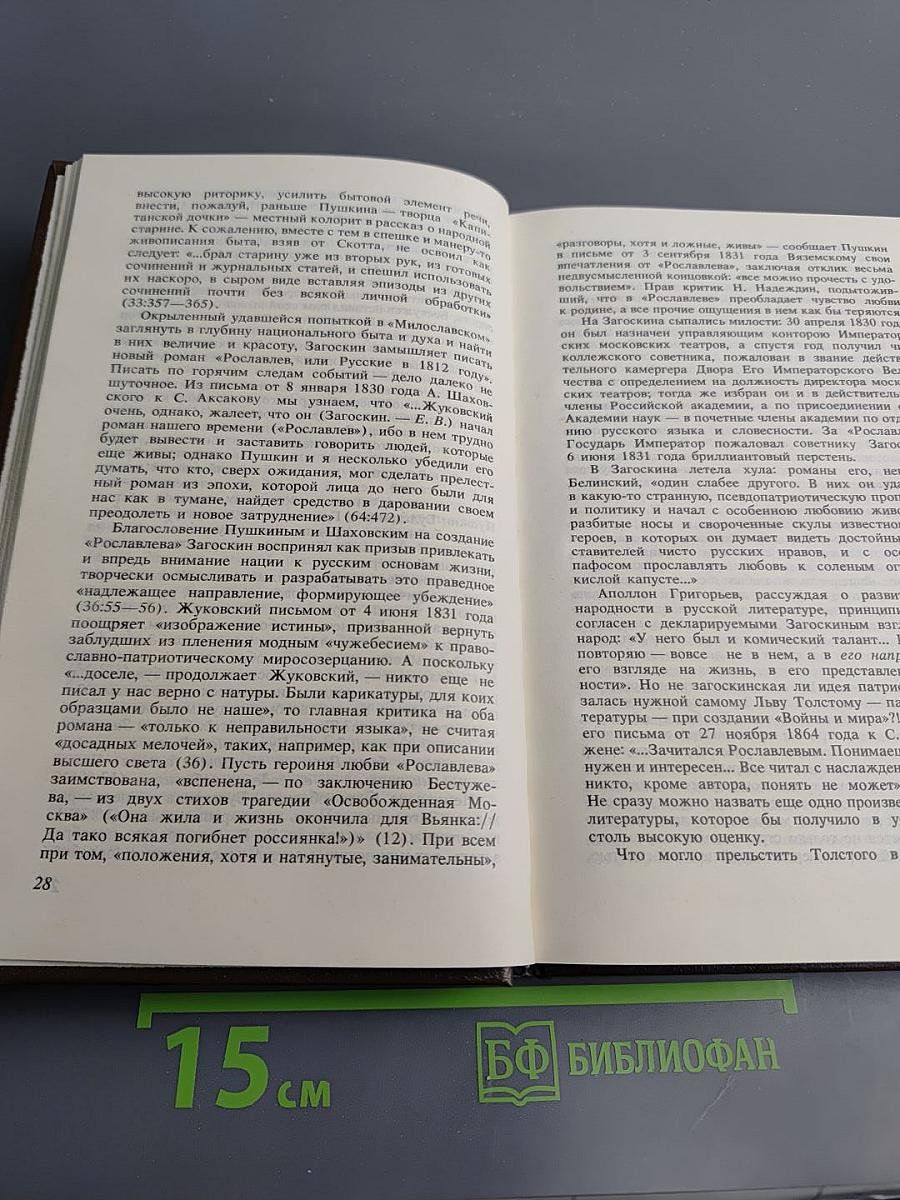 высокую риторику, усилить бытовой элемент речи,
внести, пожалуй, раньше Пушкина — творца «Капи-
танской дочки» — местный колорит в рассказ о народной
старине. К сожалению, вместе с тем в спешке и манеру-то
живописания быта, взяв от Скотта, не освоил как
следует: «...брал старину уже из вторых рук, из готовых
сочинений и журнальных статей, и спешил использовать
их наскоро, в сыром виде вставляя эпизоды из других
сочинений почти без всякой личной обработки»
(33:357—365).
Окрыленный удавшейся попыткой в «Милославском»
заглянуть в глубину национального быта и духа и найти
в них величие и красоту, Загоскин замышляет писать
новый роман «Рославлев, или Русские в 1812 году».
Писать по горячим следам событий — дело далеко не
шуточное. Из письма от 8 января 1830 года А. Шахов-
ского к С. Аксакову мы узнаем, что «...Жуковский
очень, однако, жалеет, что он (Загоскин. — Е. В.) начал
роман нашего времени («Рославлев»), ибо в нем трудно
будет вывести и заставить говорить людей, которые
еще живы; однако Пушкин и я несколько убедили его
думать, что кто, сверх ожидания, мог сделать прелест-
ный роман из эпохи, которой лица до него были для
нас как в тумане, найдет средство в даровании своем
преодолеть и новое затруднение» (64:472).
Благословение Пушкиным и Шаховским на создание
«Рославлева» Загоскин воспринял как призыв привлекать
и впредь внимание нации к русским основам жизни,
творчески осмысливать и разрабатывать это праведное
«надлежащее направление, формирующее убеждение»
(36:55—56). Жуковский письмом от 4 июня 1831 года
поощряет «изображение истины», призванной вернуть
заблудших из пленения модным «чужебесием» к право-
славно-патриотическому миросозерцанию. А поскольку
«...доселе, — продолжает Жуковский, — никто еще не
писал у нас верно с натуры. Были карикатуры, для коих
образцами было не наше», то главная критика на оба
романа — «только к неправильности языка», не считая
«досадных мелочей», таких, например, как при описании
высшего света (36). Пусть героиня любви «Рославлева»
заимствована, «вспенена, — по заключению Бестуже-
ва, — из двух стихов трагедии «Освобожденная Мо-
сква» («Она жила и жизнь окончила для Вьянка://
Да тако всякая погибнет россиянка!»)» (12). При всем
при том, «положения, хотя и натянутые, занимательны»,
28
«разговоры, хотя и ложные, живы» — сообщает Пушкин
в письме от 3 сентября 1831 года Вяземскому свои
впечатления от «Рославлева», заключая отклик весьма
недвусмысленной концовкой: «все можно прочесть с удо-
вольствием». Прав критик Н. Надеждин, подытожив-
ший, что в «Рославлеве» преобладает чувство любви
к родине, а все прочие ощущения в нем как бы теряются.
На Загоскина сыпались милости: 30 апреля 1830 год
он был назначен управляющим конторою Император
ских московских театров, а спустя год получил чи
коллежского советника, пожалован в звание действ
тельного камергера Двора Его Императорского Вел
чества с определением на должность директора моск
ских театров; тогда же избран он и в действитель
члены Российской академии, а по присоединении
Академии наук — в почетные члены академии по отд
нию русского языка и словесности. За «Рославл
Государь Император пожаловал советнику Загос
6 июня 1831 года бриллиантовый перстень.
В Загоскина летела хула: романы его, нег
Белинский, «один слабее другого. В них он уда
в какую-то странную, псевдопатриотическую проп
и политику и начал с особенною любовию живо
разбитые носы и свороченные скулы известном
героев, в которых он думает видеть достойны
ставителей чисто русских нравов, и с осо
пафосом прославлять любовь к соленым ог
кислой капусте...»
Аполлон Григорьев, рассуждая о развит
народности в русской литературе, принципи
согласен с декларируемыми Загоскиным взгл
народ: «У него был и комический талант...
повторяю — вовсе не в нем, а в его напр
его взгляде на жизнь, в его представлен
ности». Но не загоскинская ли идея патрио
залась нужной самому Льву Толстому — па
тературы — при создании «Войны и мира»?!
его письма от 27 ноября 1864 года к С.
жене: «...Зачитался Рославлевым. Понимаеш
нужен и интересен... Все читал с наслажден
никто, кроме автора, понять не может»
Не сразу можно назвать еще одно произве
литературы, которое бы получило в у
столь высокую оценку.
Что могло прельстить Толстого в
15 см
БФ БИБЛИОФАН